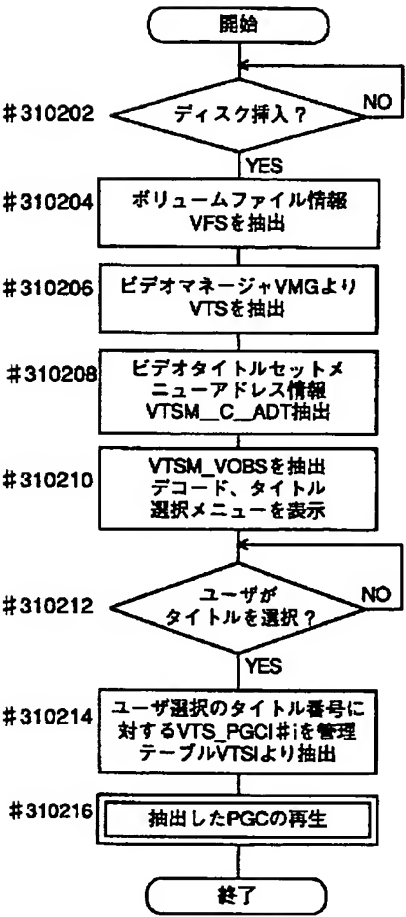 開始
#310202
ディスク挿入?
NO
YES
#310204
ボリュームファイル情報
VFSを抽出
#310206
ビデオマネージャVMGより
VTSを抽出
#310208
ビデオタイトルセットメ
ニューアドレス情報
VTSM__C__ADT抽出
#310210
VTSM_VOBSを抽出
デコード、タイトル
選択メニューを表示
#310212
ユーザが
タイトルを選択?
NO
YES
#310214
ユーザ選択のタイトル番号に
対するVTS_PGCI#iを管理
テーブルVTSIより抽出
#310216
抽出したPGCの再生
終了